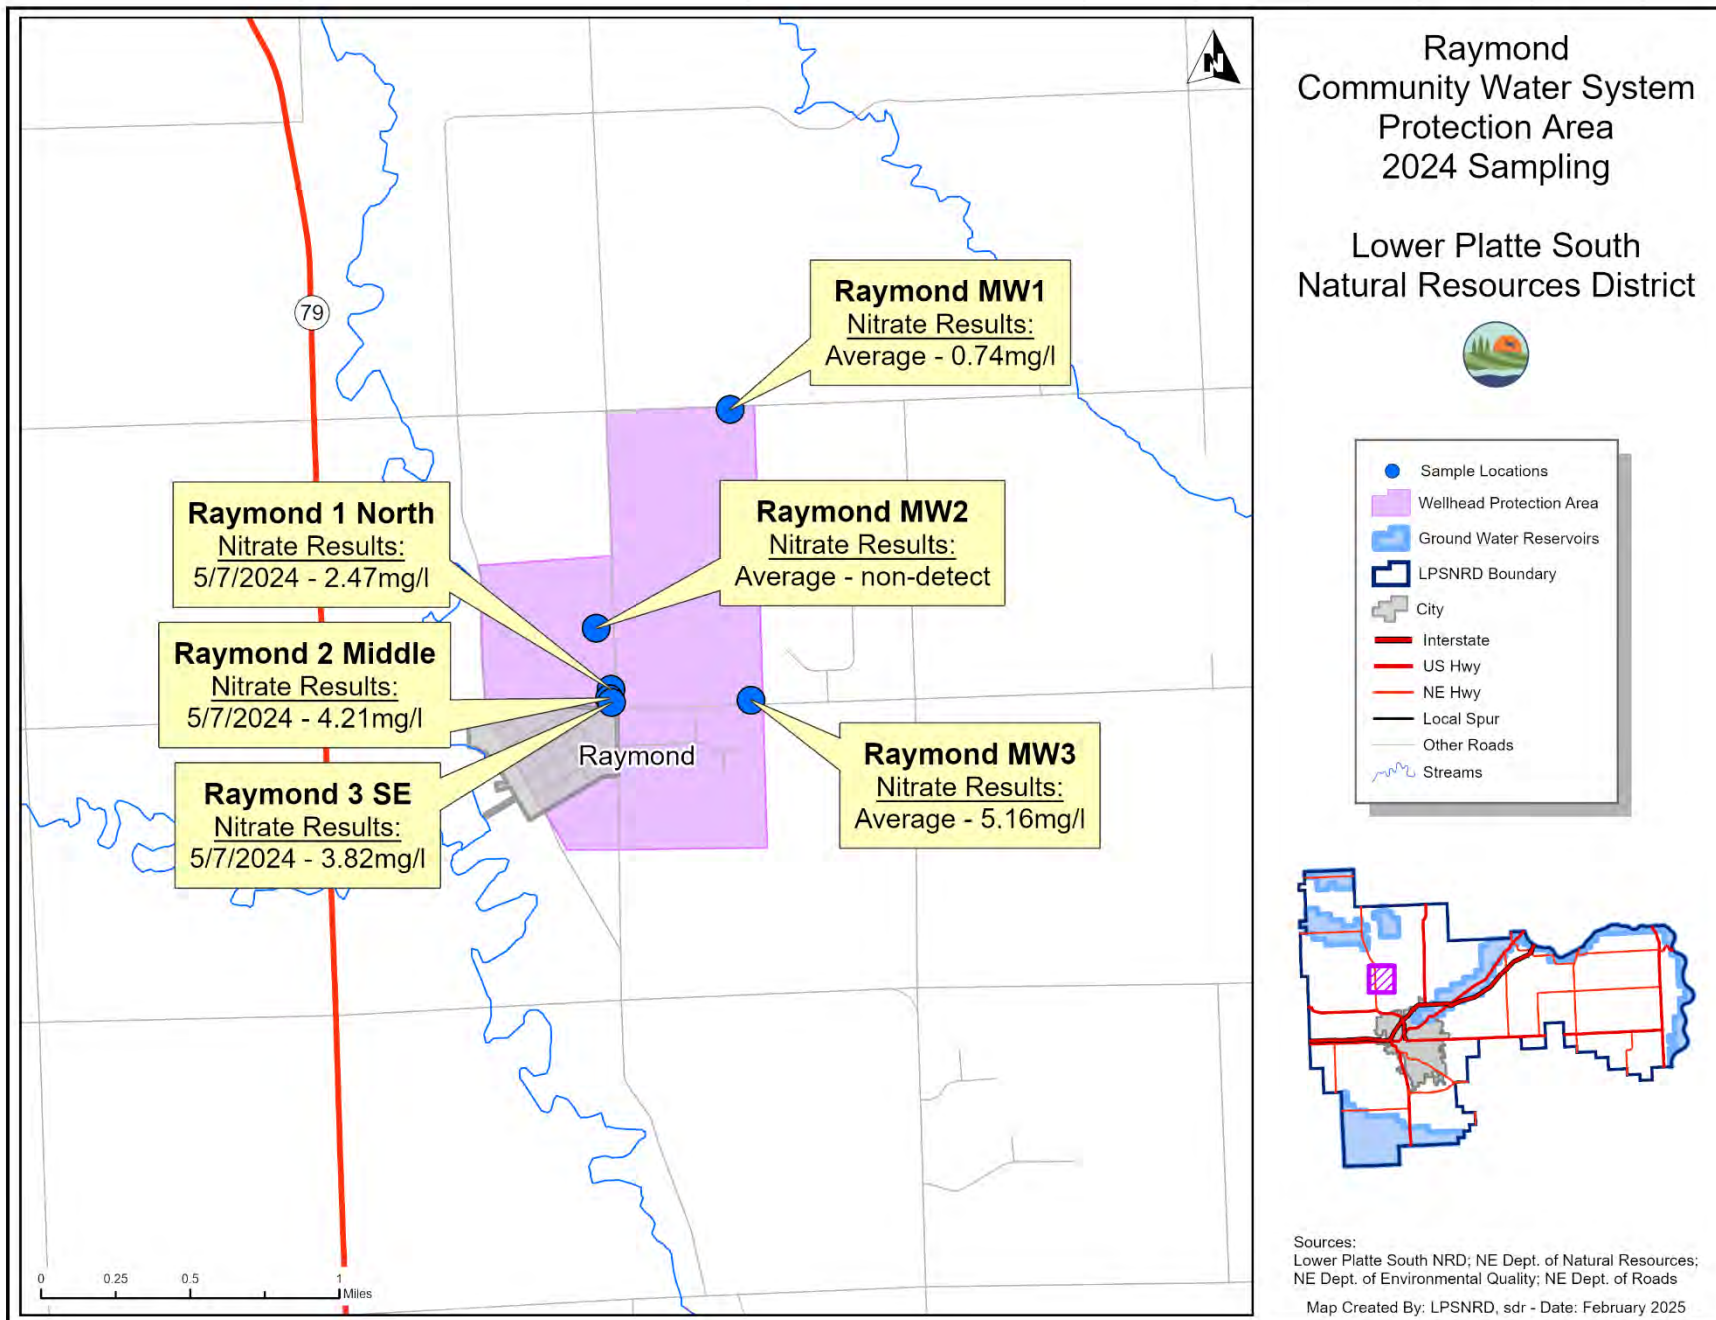 Raymond
Community Water System
Protection Area
2024 Sampling
Lower Platte South
Natural Resources District
N
79
Raymond MW1
Nitrate Results:
Average - 0.74mg/l
Raymond 1 North
Nitrate Results:
5/7/2024 - 2.47mg/l
Raymond MW2
Nitrate Results:
Average - non-detect
Raymond 2 Middle
Nitrate Results:
5/7/2024 - 4.21mg/l
Raymond
Raymond MW3
Nitrate Results:
Average - 5.16mg/l
Raymond 3 SE
Nitrate Results:
5/7/2024 - 3.82mg/l
Sample Locations
Wellhead Protection Area
Ground Water Reservoirs
LPSNRD Boundary
City
Interstate
US Hwy
NE Hwy
Local Spur
Other Roads
Streams
0 0.25 0.5 1
Miles
Sources:
Lower Platte South NRD; NE Dept. of Natural Resources;
NE Dept. of Environmental Quality; NE Dept. of Roads
Map Created By: LPSNRD, sdr - Date: February 2025